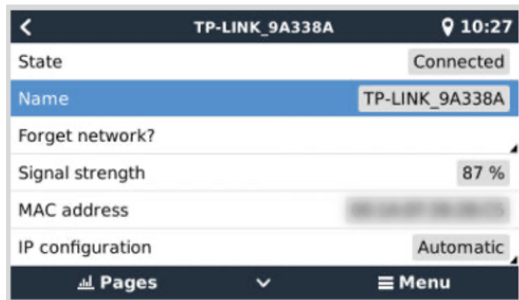 TP-LINK_9A338A 10:27
State Connected
Name TP-LINK_9A338A
Forget network?
Signal strength 87 %
MAC address
IP configuration Automatic
Pages Menu